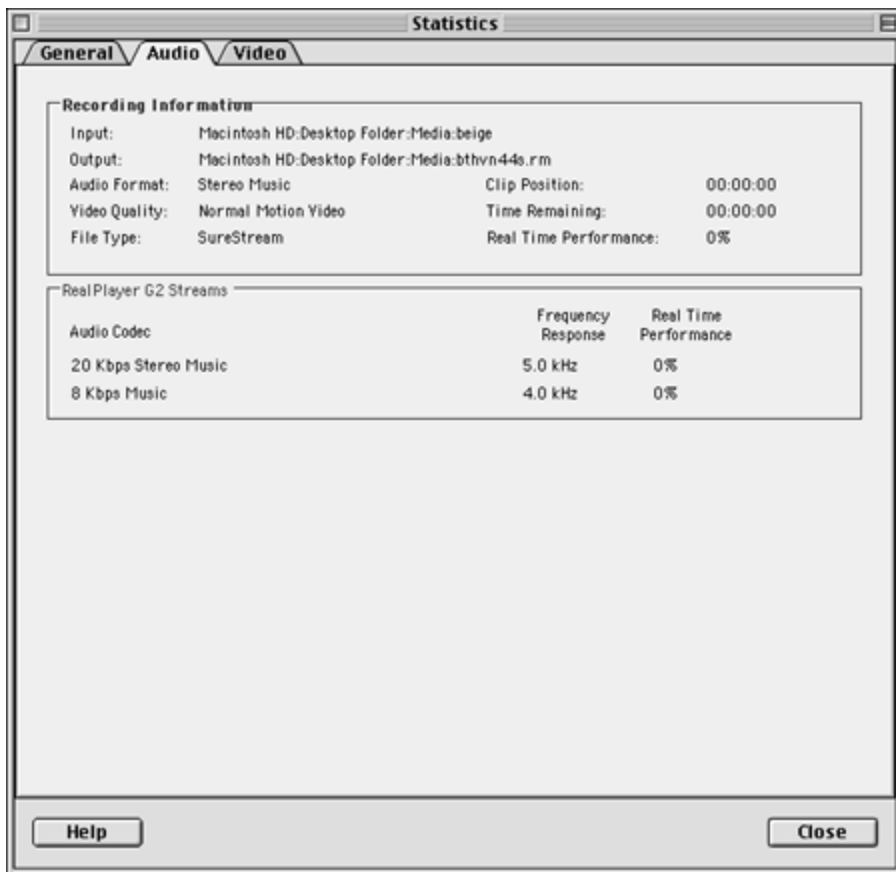 Statistics
General Audio Video
Recording Information
Input: Macintosh HD:Desktop Folder:Media:beige
Output: Macintosh HD:Desktop Folder:Media:bthvn44s.rm
Audio Format: Stereo Music Clip Position: 00:00:00
Video Quality: Normal Motion Video Time Remaining: 00:00:00
File Type: SureStream Real Time Performance: 0%
RealPlayer G2 Streams
Audio Codec Frequency Response Real Time Performance
20 Kbps Stereo Music 5.0 kHz 0%
8 Kbps Music 4.0 kHz 0%
Help Close